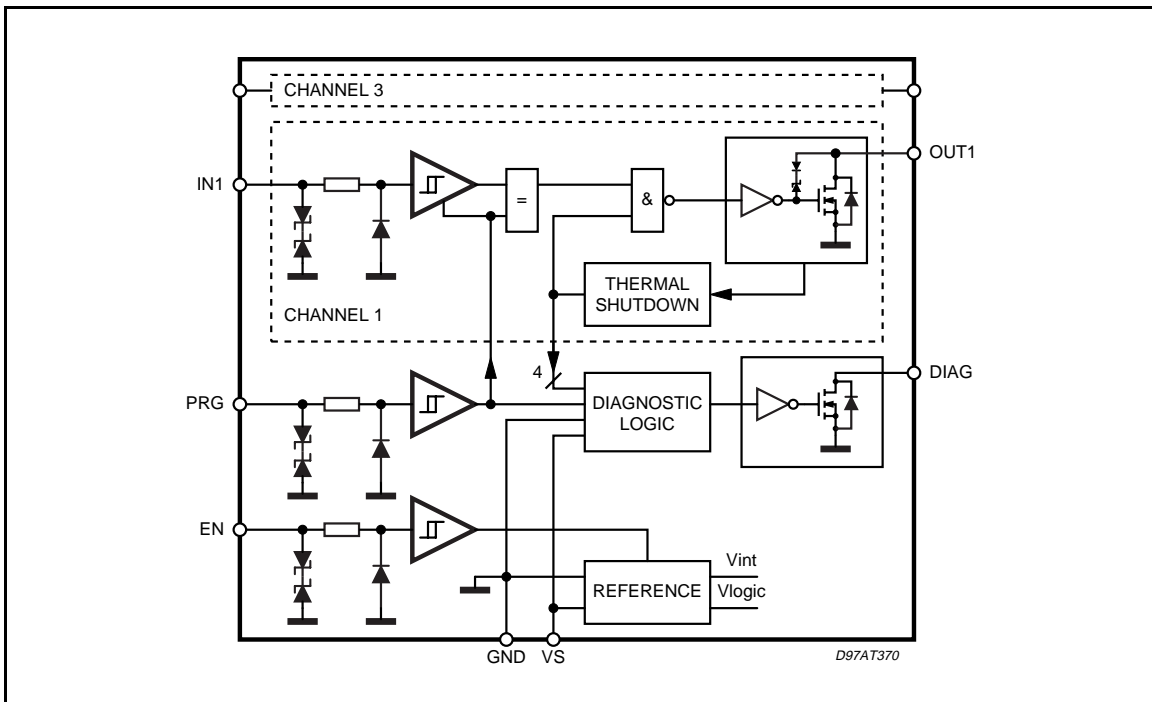 CHANNEL 3
OUT1
IN1
=
&
THERMAL
SHUTDOWN
CHANNEL 1
4
DIAG
PRG
DIAGNOSTIC
LOGIC
EN
Vint
REFERENCE
Vlogic
GND VS
D97AT370